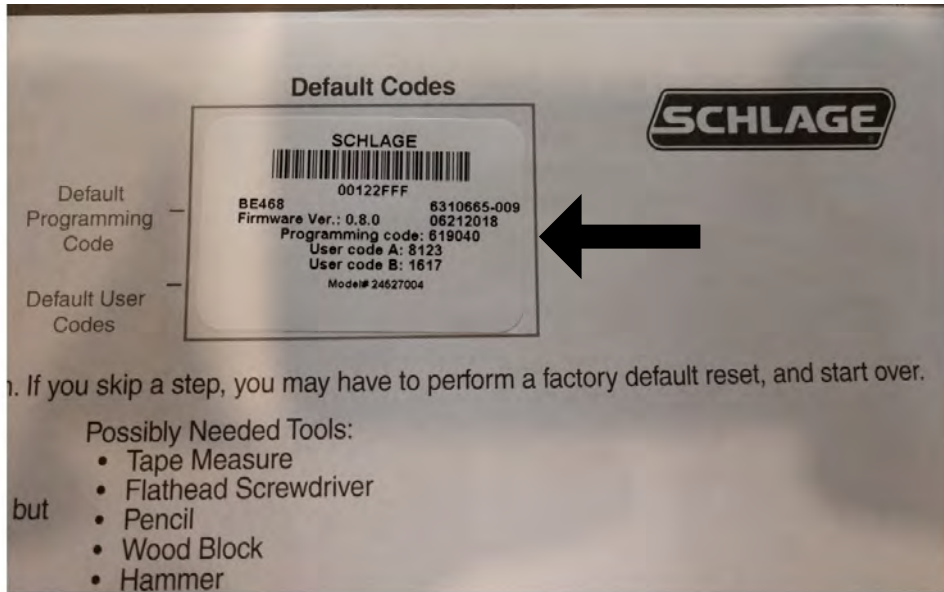 Default Codes
SCHLAGE
SCHLAGE
00122FFF
BE468 6310665-009
Firmware Ver.: 0.8.0 06212018
Programming code: 619040
User code A: 8123
User code B: 1617
Model# 24627004
Default
Programming
Code
Default User
Codes
n. If you skip a step, you may have to perform a factory default reset, and start over.
Possibly Needed Tools:
• Tape Measure
• Flathead Screwdriver
but
• Pencil
• Wood Block
• Hammer